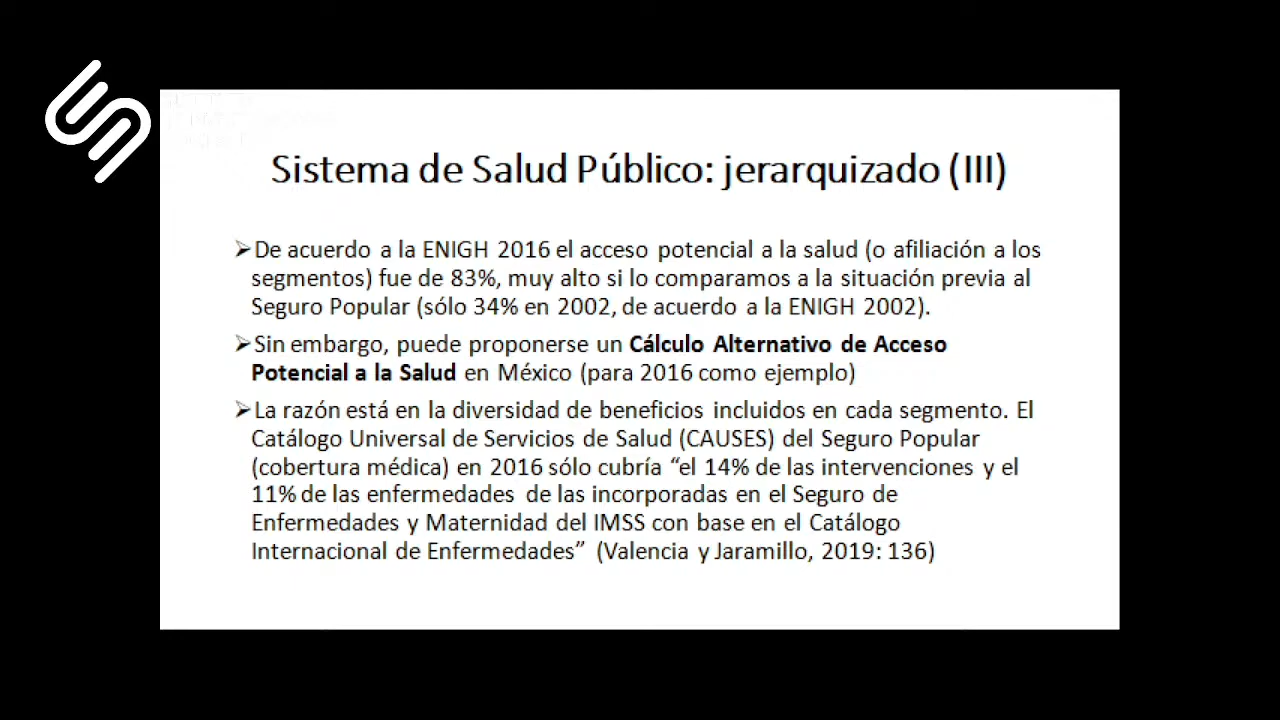 Sistema de Salud Público: jerarquizado (III)
➢De acuerdo a la ENIGH 2016 el acceso potencial a la salud (o afiliación a los
segmentos) fue de 83%, muy alto si lo comparamos a la situación previa al
Seguro Popular (sólo 34% en 2002, de acuerdo a la ENIGH 2002).
➢Sin embargo, puede proponerse un Cálculo Alternativo de Acceso
Potencial a la Salud en México (para 2016 como ejemplo)
➢La razón está en la diversidad de beneficios incluidos en cada segmento. El
Catálogo Universal de Servicios de Salud (CAUSES) del Seguro Popular
(cobertura médica) en 2016 sólo cubría “el 14% de las intervenciones y el
11% de las enfermedades de las incorporadas en el Seguro de
Enfermedades y Maternidad del IMSS con base en el Catálogo
Internacional de Enfermedades” (Valencia y Jaramillo, 2019: 136)